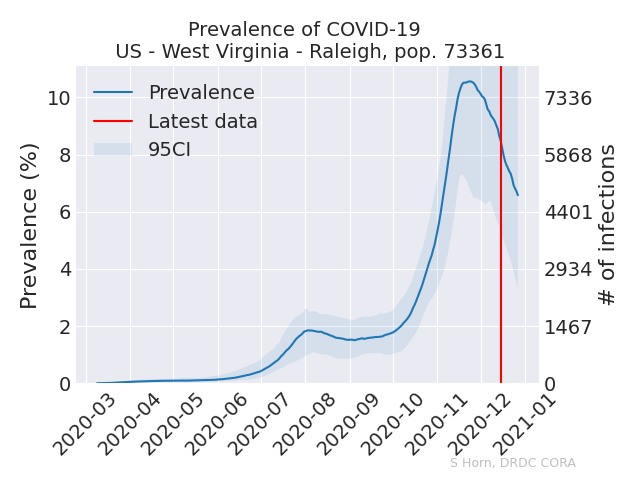 Prevalence of COVID-19
US - West Virginia - Raleigh, pop. 73361
Prevalence
Latest data
95CI
Prevalence (%)
10
8
6
4
2
0
7336
5868
4401
2934
1467
0
# of infections
2020-03
2020-04
2020-05
2020-06
2020-07
2020-08
2020-09
2020-10
2020-11
2020-12
2021-01
S Horn, DRDC CORA